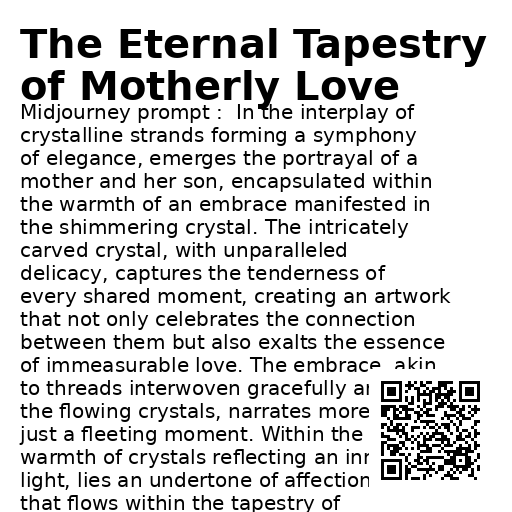 The Eternal Tapestry
of Motherly Love
Midjourney prompt : In the interplay of
crystalline strands forming a symphony
of elegance, emerges the portrayal of a
mother and her son, encapsulated within
the warmth of an embrace manifested in
the shimmering crystal. The intricately
carved crystal, with unparalleled
delicacy, captures the tenderness of
every shared moment, creating an artwork
that not only celebrates the connection
between them but also exalts the essence
of immeasurable love. The embrace, akin
to threads interwoven gracefully
the flowing crystals, narrates more
just a fleeting moment. Within the
warmth of crystals reflecting an
light, lies an undertone of affection
that flows within the tapestry of